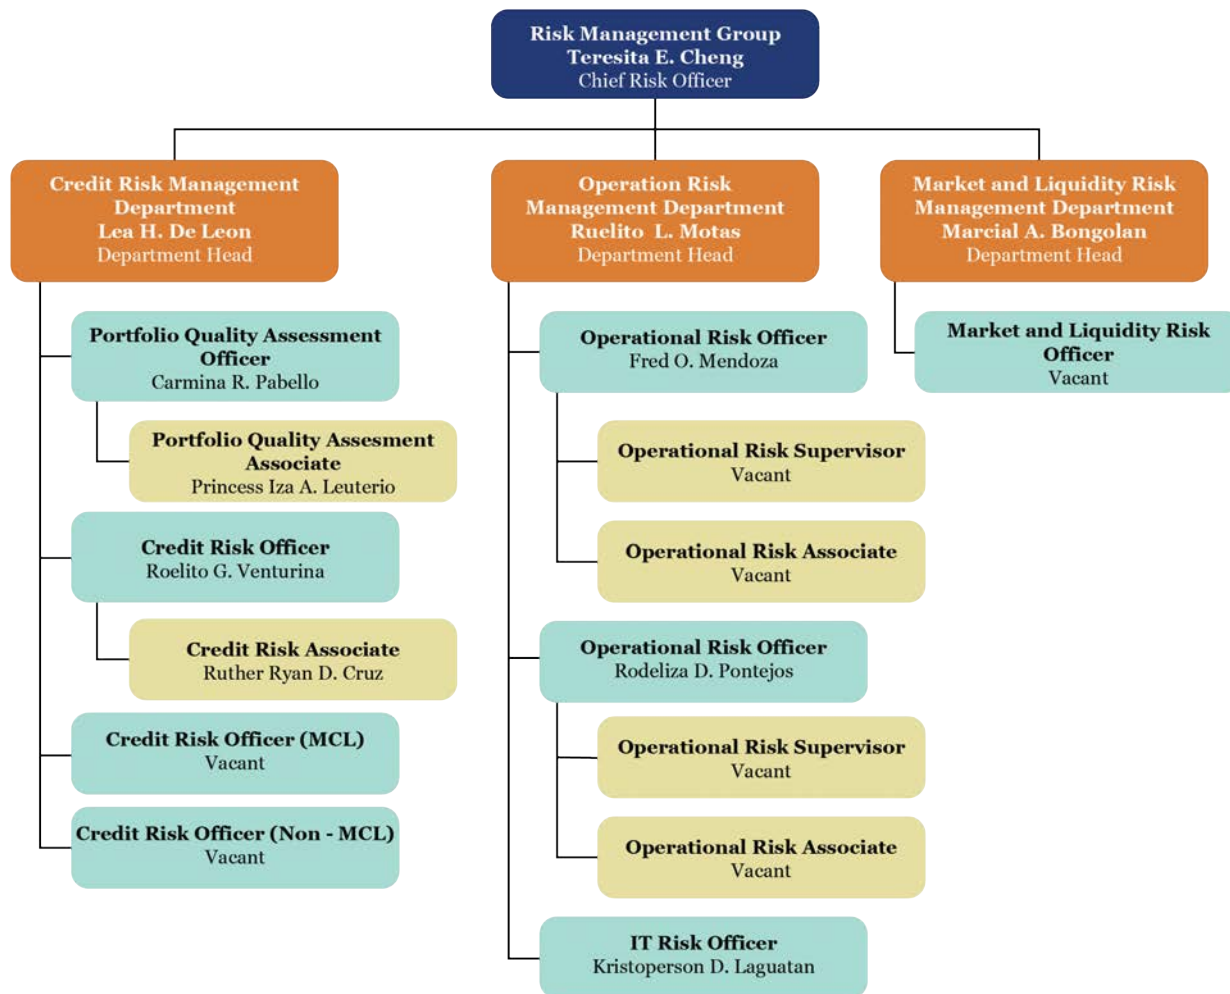 Risk Management Group
Teresita E. Cheng
Chief Risk Officer
Credit Risk Management
Department
Lea H. De Leon
Department Head
Portfolio Quality Assessment
Officer
Carmina R. Pabello
Portfolio Quality Assesment
Associate
Princess Iza A. Leuterio
Credit Risk Officer
Roelito G. Venturina
Credit Risk Associate
Ruther Ryan D. Cruz
Credit Risk Officer (MCL)
Vacant
Credit Risk Officer (Non - MCL)
Vacant
Operation Risk
Management Department
Ruelito L. Motas
Department Head
Operational Risk Officer
Fred O. Mendoza
Operational Risk Supervisor
Vacant
Operational Risk Associate
Vacant
Operational Risk Officer
Rodeliza D. Pontejos
Operational Risk Supervisor
Vacant
Operational Risk Associate
Vacant
IT Risk Officer
Kristoperson D. Laguatan
Market and Liquidity Risk
Management Department
Marcial A. Bongolan
Department Head
Market and Liquidity Risk
Officer
Vacant